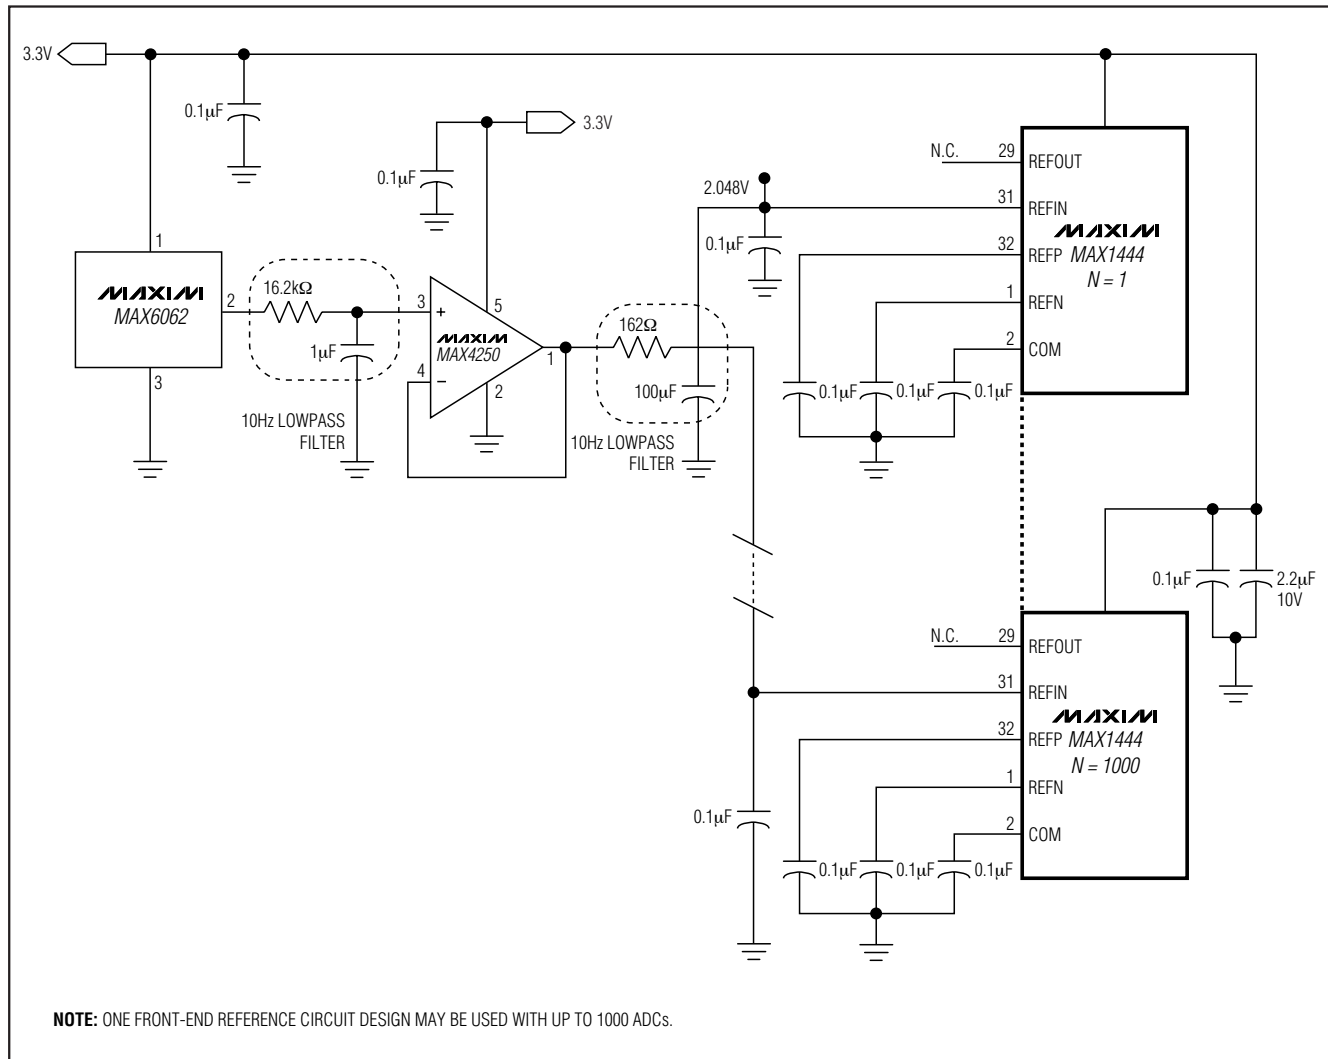 3.3V
0.1µF
3.3V
0.1µF
1
MAXIM
MAX6062
2
3
16.2kΩ
1µF
10Hz LOWPASS
FILTER
3
+
4
−
MAXIM
MAX4250
5
2
1
162Ω
100µF
10Hz LOWPASS
FILTER
2.048V
0.1µF
N.C.
29
REFOUT
31
REFIN
32
REFP
1
REFN
2
COM
MAXIM
MAX1444
N = 1
0.1µF
0.1µF
0.1µF
0.1µF
2.2µF
10V
N.C.
29
REFOUT
31
REFIN
32
REFP
1
REFN
2
COM
MAXIM
MAX1444
N = 1000
0.1µF
0.1µF
0.1µF
0.1µF
NOTE: ONE FRONT-END REFERENCE CIRCUIT DESIGN MAY BE USED WITH UP TO 1000 ADCs.